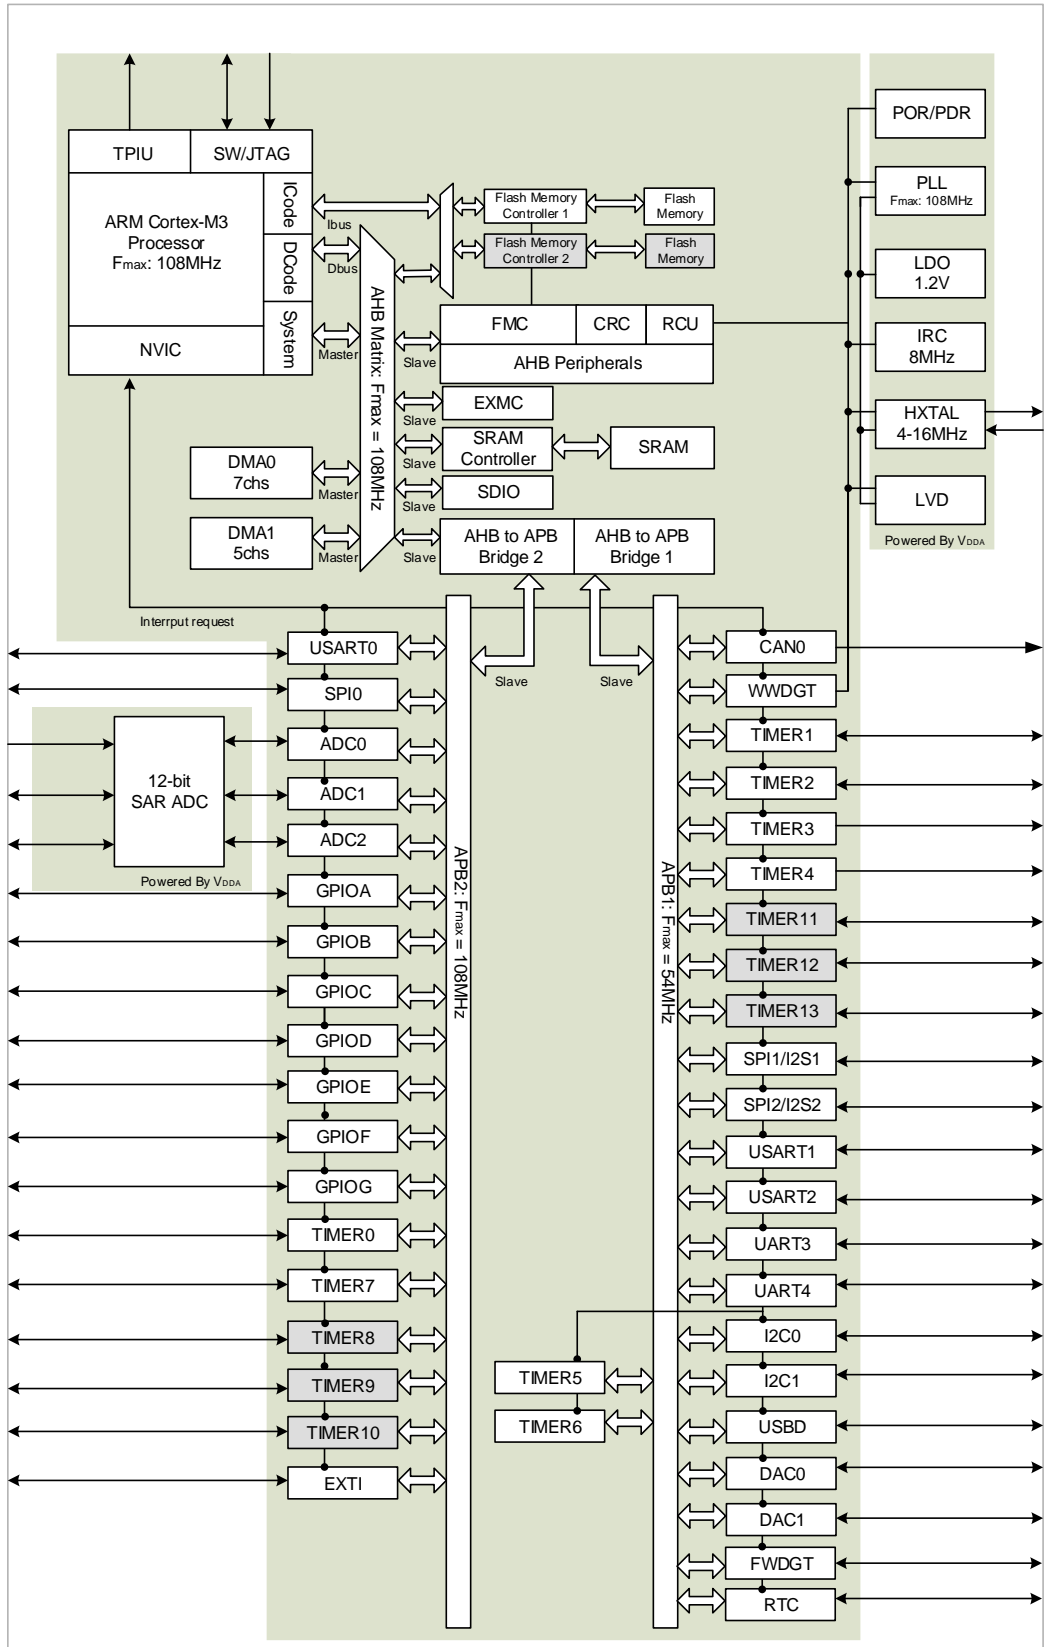 POR/PDR
TPIU
SW/JTAG
ICode
PLL
Fmax: 108MHz
ARM Cortex-M3
Processor
Fmax: 108MHz
Ibus
Flash Memory
Controller 1
Flash
Memory
DCode
Dbus
Flash Memory
Controller 2
Flash
Memory
LDO
1.2V
System
Master
AHB Matrix: Fmax = 108MHz
Slave
FMC
CRC
RCU
AHB Peripherals
NVIC
IRC
8MHz
EXMC
Slave
HXTAL
4-16MHz
SRAM
Controller
Slave
SRAM
DMA0
7chs
Master
SDIO
Slave
LVD
DMA1
5chs
Master
Slave
AHB to APB
Bridge 2
AHB to APB
Bridge 1
Powered By VDDA
Interrput request
Slave
Slave
USART0
SPI0
ADC0
ADC1
ADC2
12-bit
SAR ADC
Powered By VDDA
GPIOA
GPIOB
GPIOC
GPIOD
GPIOE
GPIOF
GPIOG
TIMER0
TIMER7
TIMER8
TIMER9
TIMER10
EXTI
APB2: Fmax = 108MHz
TIMER5
TIMER6
APB1: Fmax = 54MHz
CAN0
WWDGT
TIMER1
TIMER2
TIMER3
TIMER4
TIMER11
TIMER12
TIMER13
SPI1/I2S1
SPI2/I2S2
USART1
USART2
UART3
UART4
I2C0
I2C1
USBD
DAC0
DAC1
FWDGT
RTC